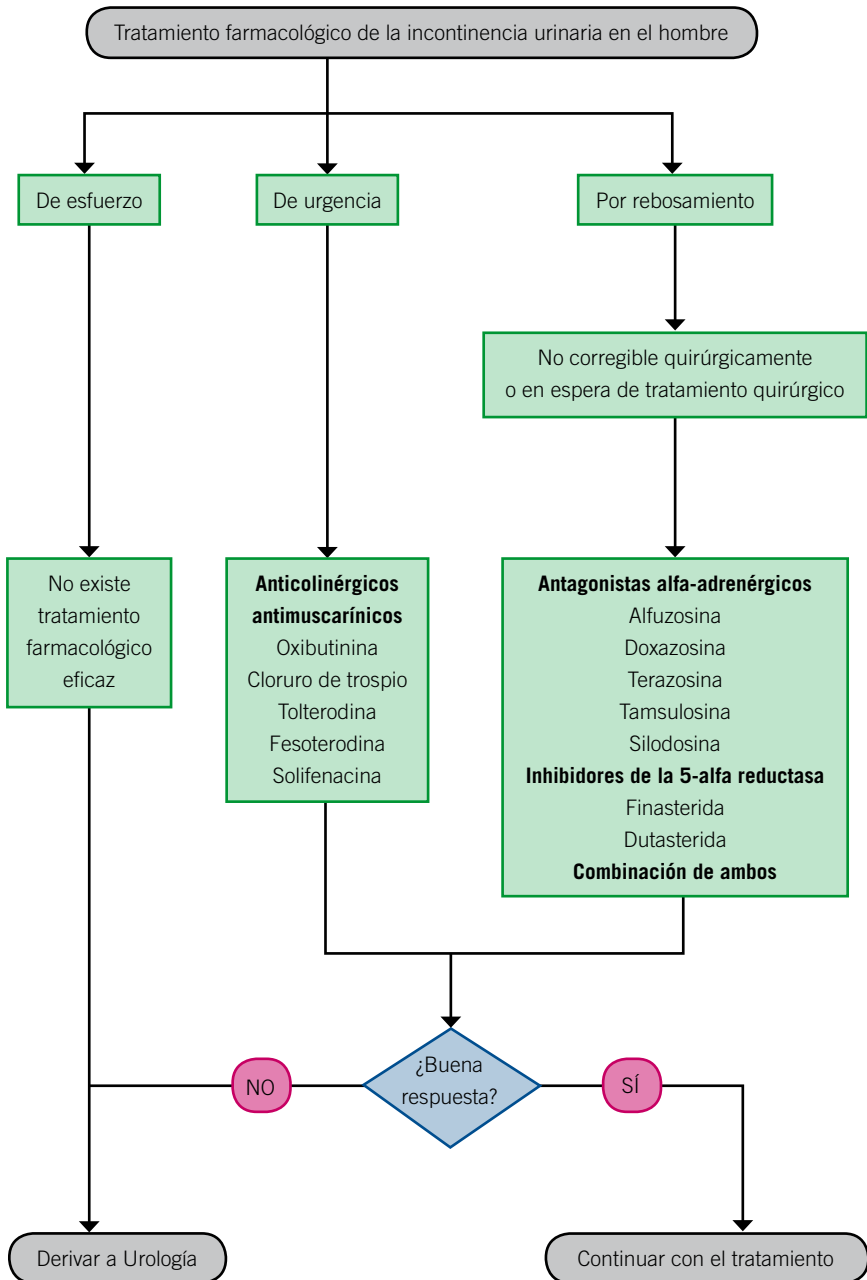 Tratamiento farmacológico de la incontinencia urinaria en el hombre
De esfuerzo
De urgencia
Por rebosamiento
No corregible quirúrgicamente
o en espera de tratamiento quirúrgico
No existe
tratamiento
farmacológico
eficaz
Anticolinérgicos
antimuscarínicos
Oxibutinina
Cloruro de trospio
Tolterodina
Fesoterodina
Solifenacina
Antagonistas alfa-adrenérgicos
Alfuzosina
Doxazosina
Terazosina
Tamsulosina
Silodosina
Inhibidores de la 5-alfa reductasa
Finasterida
Dutasterida
Combinación de ambos
¿Buena
respuesta?
NO
SÍ
Derivar a Urología
Continuar con el tratamiento